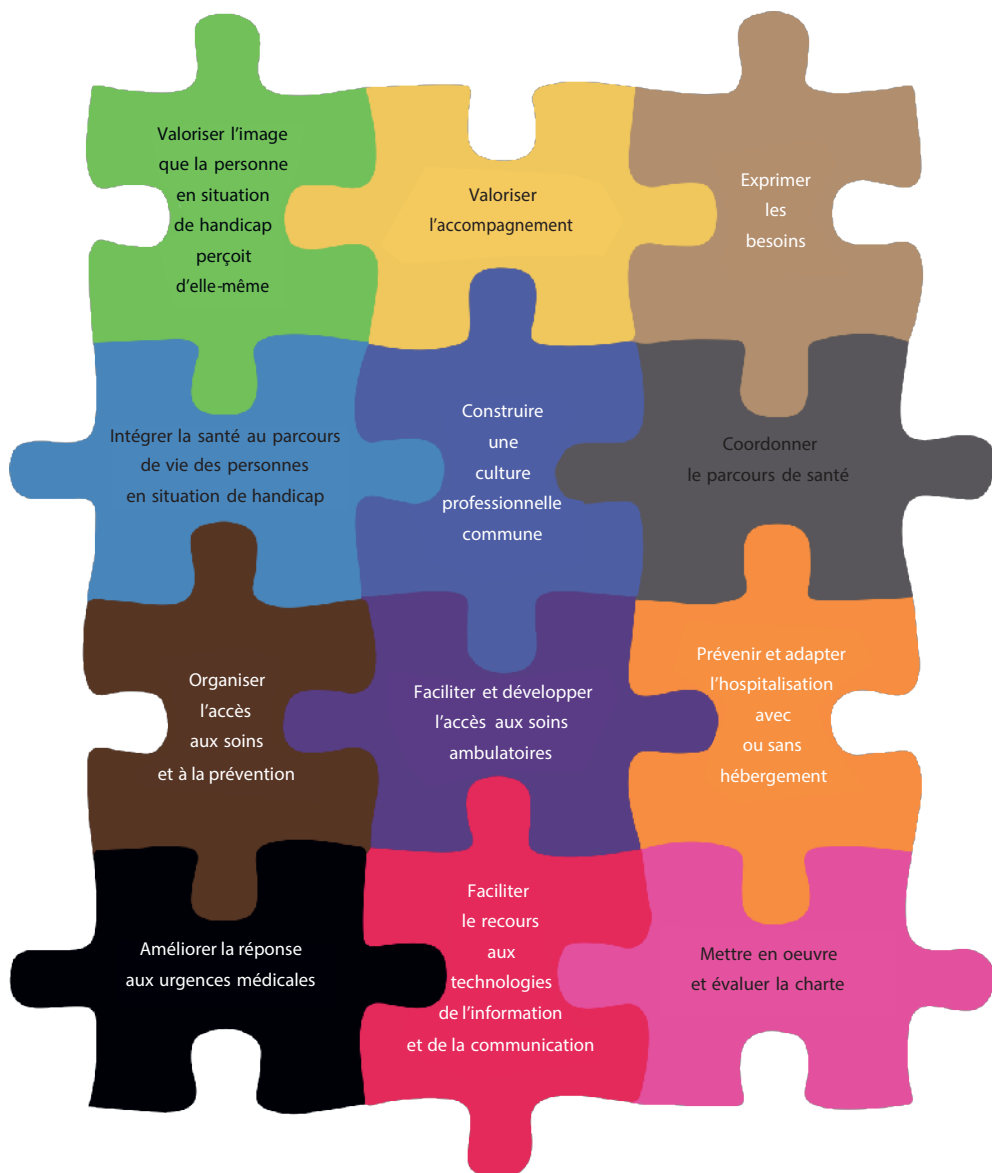 Valoriser l'image
que la personne
en situation
de handicap
perçoit
d'elle-même
Valoriser
l'accompagnement
Exprimer
les
besoins
Intégrer la santé au parcours
de vie des personnes
en situation de handicap
Construire
une
culture
professionnelle
commune
Coordonner
le parcours de santé
Organiser
l'accès
aux soins
et à la prévention
Faciliter et développer
l'accès aux soins
ambulatoires
Prévenir et adapter
l'hospitalisation
avec
ou sans
hébergement
Améliorer la réponse
aux urgences médicales
Faciliter
le recours
aux
technologies
de l'information
et de la communication
Mettre en oeuvre
et évaluer la charte